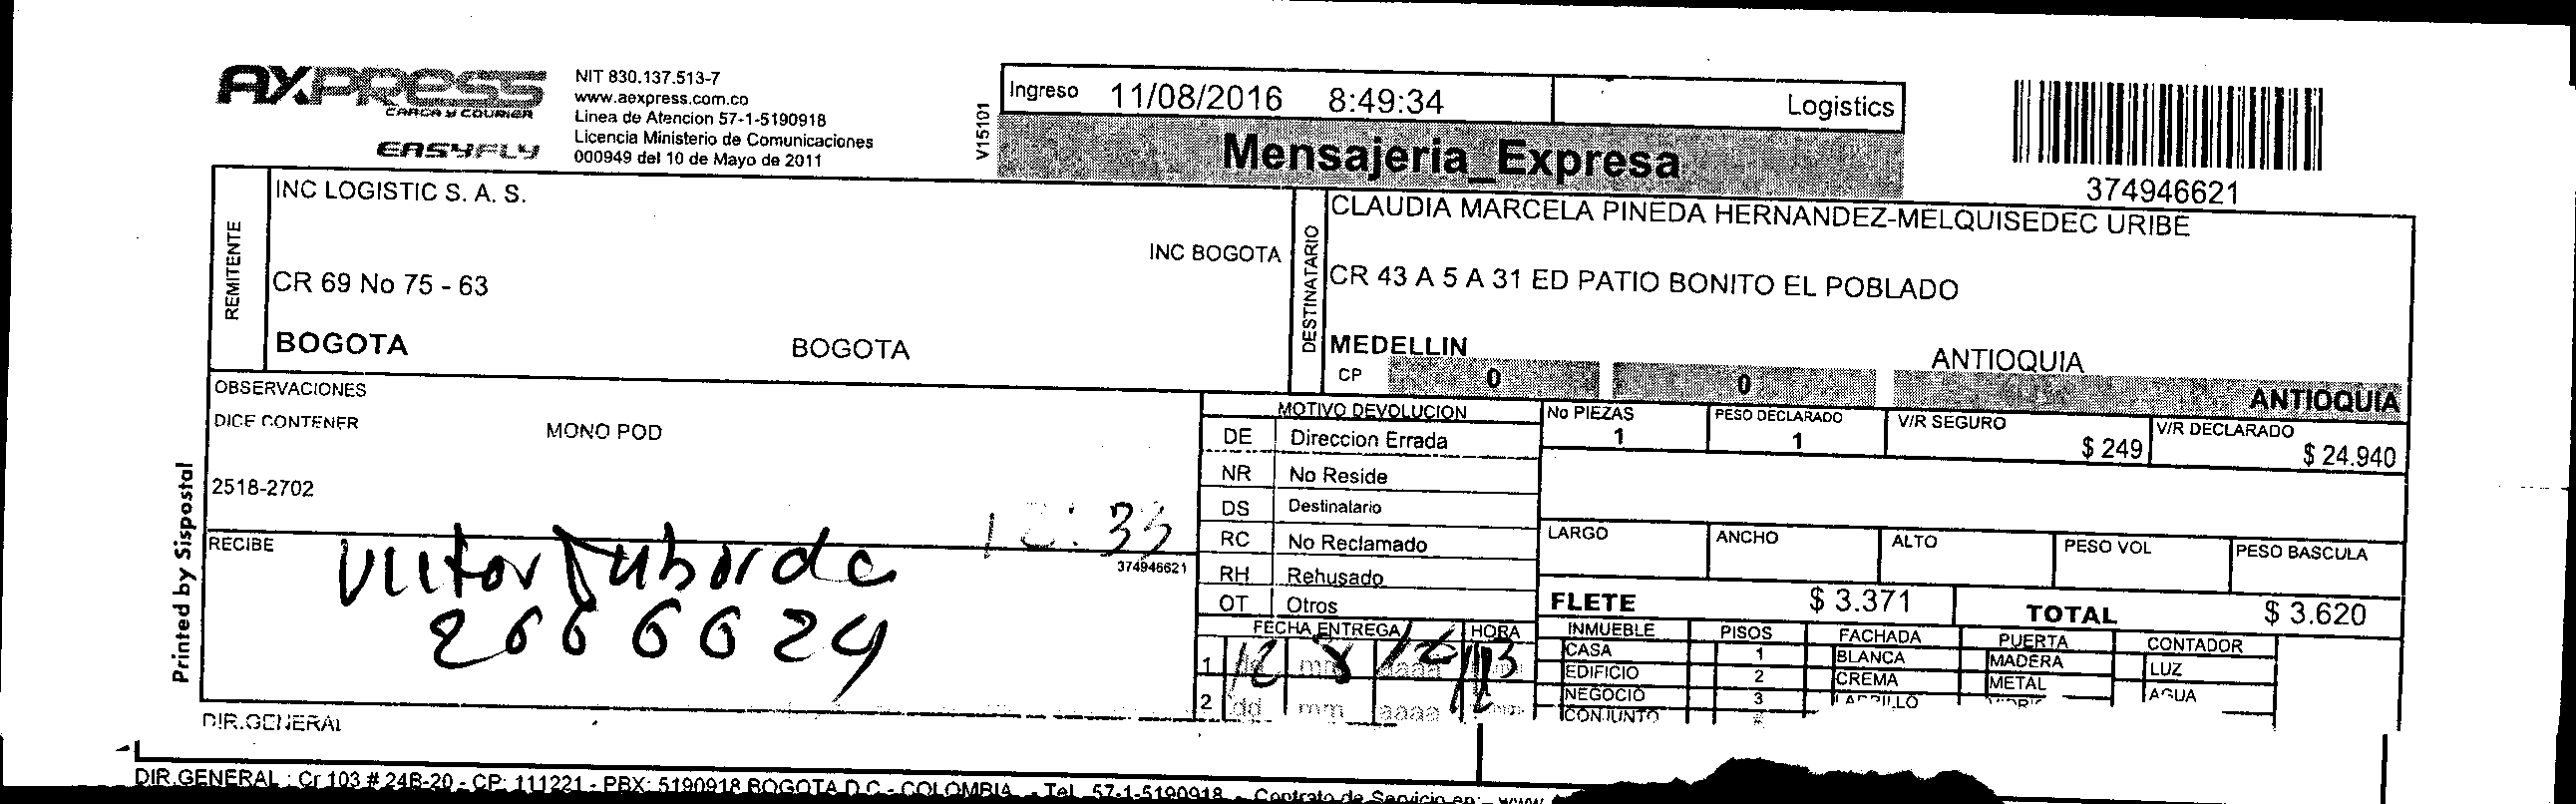 AXPRESS
CARGA Y COURIER
EASYFLY
NIT 830.137.513-7
www.aexpress.com.co
Linea de Atencion 57-1-5190918
Licencia Ministerio de Comunicaciones
000949 del 10 de Mayo de 2011
V15101
Ingreso 11/08/2016 8:49:34 Logistics
Mensajeria_Expresa
374946621
REMITENTE
INC LOGISTIC S. A. S.
INC BOGOTA
CR 69 No 75 - 63
BOGOTA BOGOTA
DESTINATARIO
CLAUDIA MARCELA PINEDA HERNANDEZ-MELQUISEDEC URIBE
CR 43 A 5 A 31 ED PATIO BONITO EL POBLADO
MEDELLIN ANTIOQUIA
CP 0 0 ANTIOQUIA
OBSERVACIONES
DICE CONTENER MONO POD
2518-2702
12:33
RECIBE
374946621
2666624
Printed by Sispostal
MOTIVO DEVOLUCION
DE Direccion Errada
NR No Reside
DS Destinatario
RC No Reclamado
RH Rehusado
OT Otros
FECHA ENTREGA HORA
1 12 mm 8 aaaa
2 dd mm aaaa
No PIEZAS 1
PESO DECLARADO 1
V/R SEGURO $ 249
V/R DECLARADO $ 24.940
LARGO ANCHO ALTO PESO VOL PESO BASCULA
FLETE $ 3.371 TOTAL $ 3.620
INMUEBLE PISOS FACHADA PUERTA CONTADOR
CASA 1 BLANCA MADERA LUZ
EDIFICIO 2 CREMA METAL AGUA
NEGOCIO 3 LADRILLO VIDRIO
CONJUNTO
DIR.GENERAL
DIR.GENERAL : Cr 103 # 24B-20 - CP: 111221 - PBX: 5190918 BOGOTA D.C - COLOMBIA - Tel. 57-1-5190918 - Contrato de Servicio en: www.